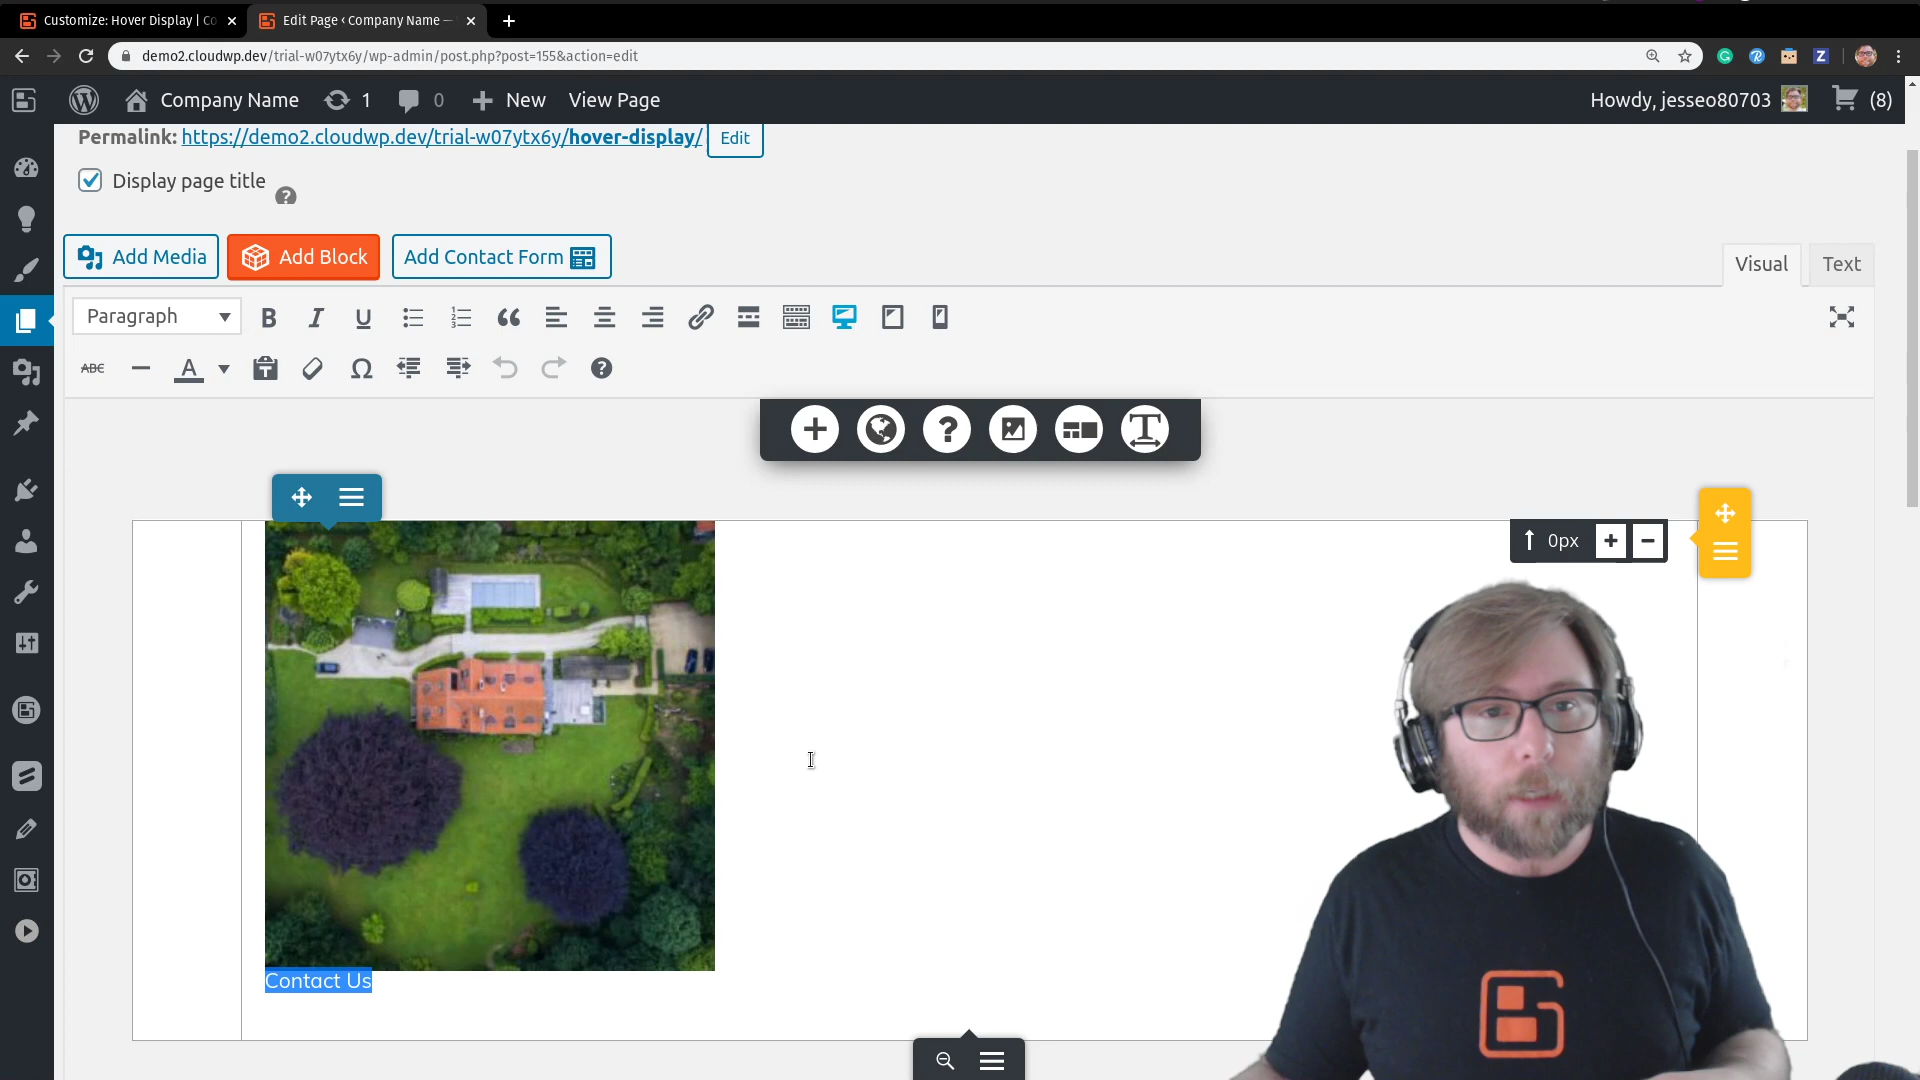 Customize: Hover Display | Co
Edit Page ‹ Company Name —
demo2.cloudwp.dev/trial-w07ytx6y/wp-admin/post.php?post=155&action=edit
Company Name 1 0 New View Page Howdy, jesseo80703 (8)
Permalink: https://demo2.cloudwp.dev/trial-w07ytx6y/hover-display/ Edit
Display page title
Add Media Add Block Add Contact Form Visual Text
Paragraph B I U
ABC A Ω
0px
Contact Us